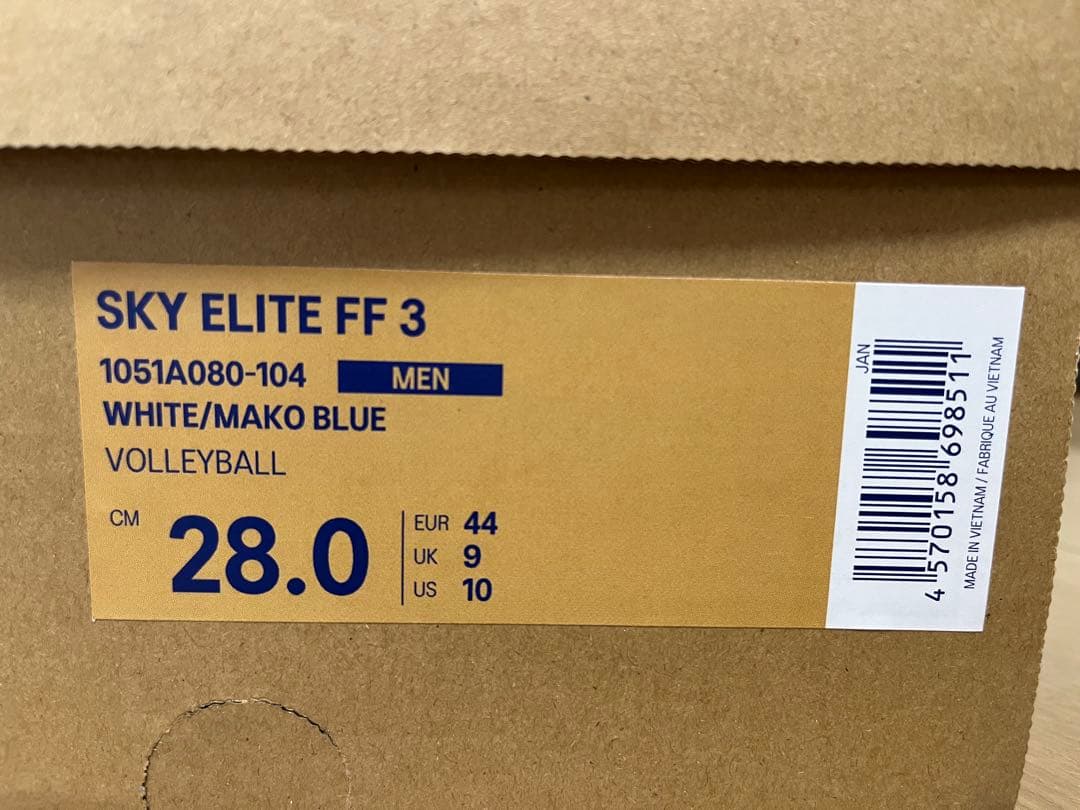 SKY ELITE FF 3
1051A080-104 MEN
WHITE/MAKO BLUE
VOLLEYBALL
CM 28.0
EUR 44
UK 9
US 10
JAN
4 570158 698511
MADE IN VIETNAM / FABRIQUE AU VIETNAM